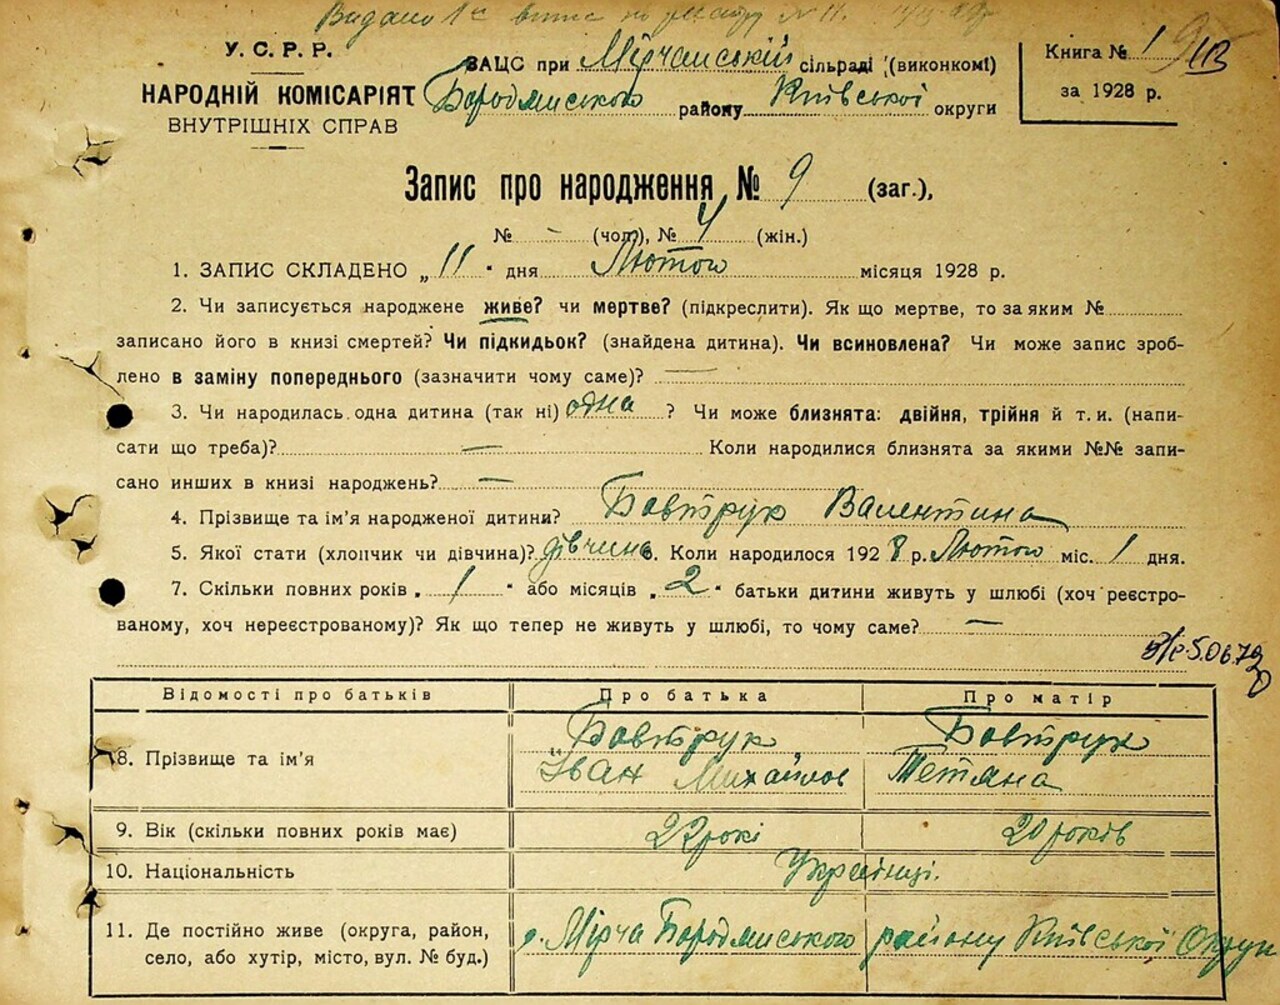 Видано
У. С. Р. Р.
НАРОДНІЙ КОМІСАРІЯТ
ВНУТРІШНІХ СПРАВ
ЗАЦС при Мірчанській сільраді (виконкомі)
Бородянського району Київської округи
Книга № 1
за 1928 р.
Запис про народження № 9 (заг.),
№ - (чол), № 4 (жін.)
1. ЗАПИС СКЛАДЕНО „11“ дня Лютого місяця 1928 р.
2. Чи записується народжене живе? чи мертве? (підкреслити). Як що мертве, то за яким №
записано його в книзі смертей? Чи підкидьок? (знайдена дитина). Чи всиновлена? Чи може запис зроб-
лено в заміну попереднього (зазначити чому саме)? —
3. Чи народилась одна дитина (так ні) одна ? Чи може близнята: двійня, трійня й т. и. (напи-
сати що треба)? — Коли народилися близнята за якими №№ запи-
сано инших в книзі народжень? —
4. Прізвище та ім’я народженої дитини? Бовтрук Валентина
5. Якої стати (хлопчик чи дівчина)? дівчина 6. Коли народилося 1928 р. Лютого міс. 1 дня.
7. Скільки повних років „ 1 “ або місяців „ 2 “ батьки дитини живуть у шлюбі (хоч реєстро-
ваному, хоч нереєстрованому)? Як що тепер не живуть у шлюбі, то чому саме? —
5.06.79
Відомості про батьків Про батька Про матір
8. Прізвище та ім’я Бовтрук Іван Михайлов Бовтрук Тетяна
9. Вік (скільки повних років має) 22 рокі 20 років
10. Національність Українці.
11. Де постійно живе (округа, район,
село, або хутір, місто, вул. № буд.) с. Мірча Бородянського району Київської Округи